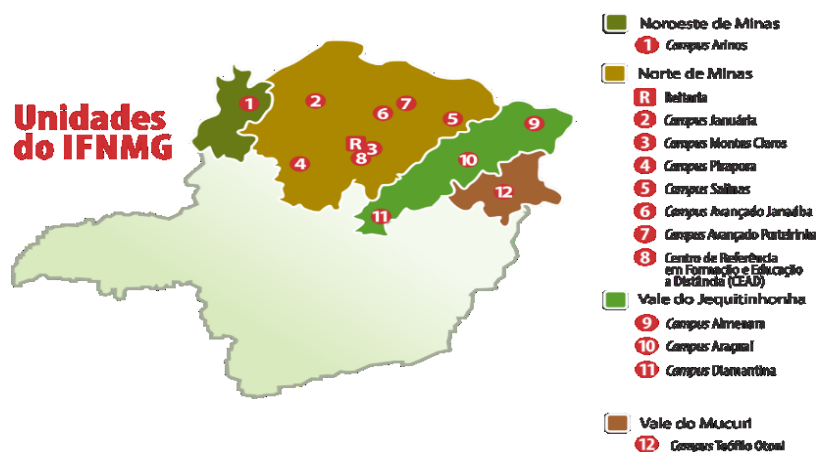 Unidades
do IFNMG
1
2
7
6
5
9
R
3
8
4
10
12
11
Noroeste de Minas
1 Campus Arinos
Norte de Minas
R Reitoria
2 Campus Januária
3 Campus Montes Claros
4 Campus Pirapora
5 Campus Salinas
6 Campus Avançado Janaúba
7 Campus Avançado Porteirinha
8 Centro de Referência
em Formação e Educação
a Distância (CEAD)
Vale do Jequitinhonha
9 Campus Almenara
10 Campus Araçuaí
11 Campus Diamantina
Vale do Mucuri
12 Campus Teófilo Otoni